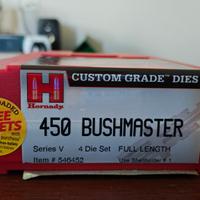 CUSTOM GRADE™ DIES
Hornady
450 BUSHMASTER
Series V 4 Die Set FULL LENGTH
Item # 546452 Use Shellholder # 1